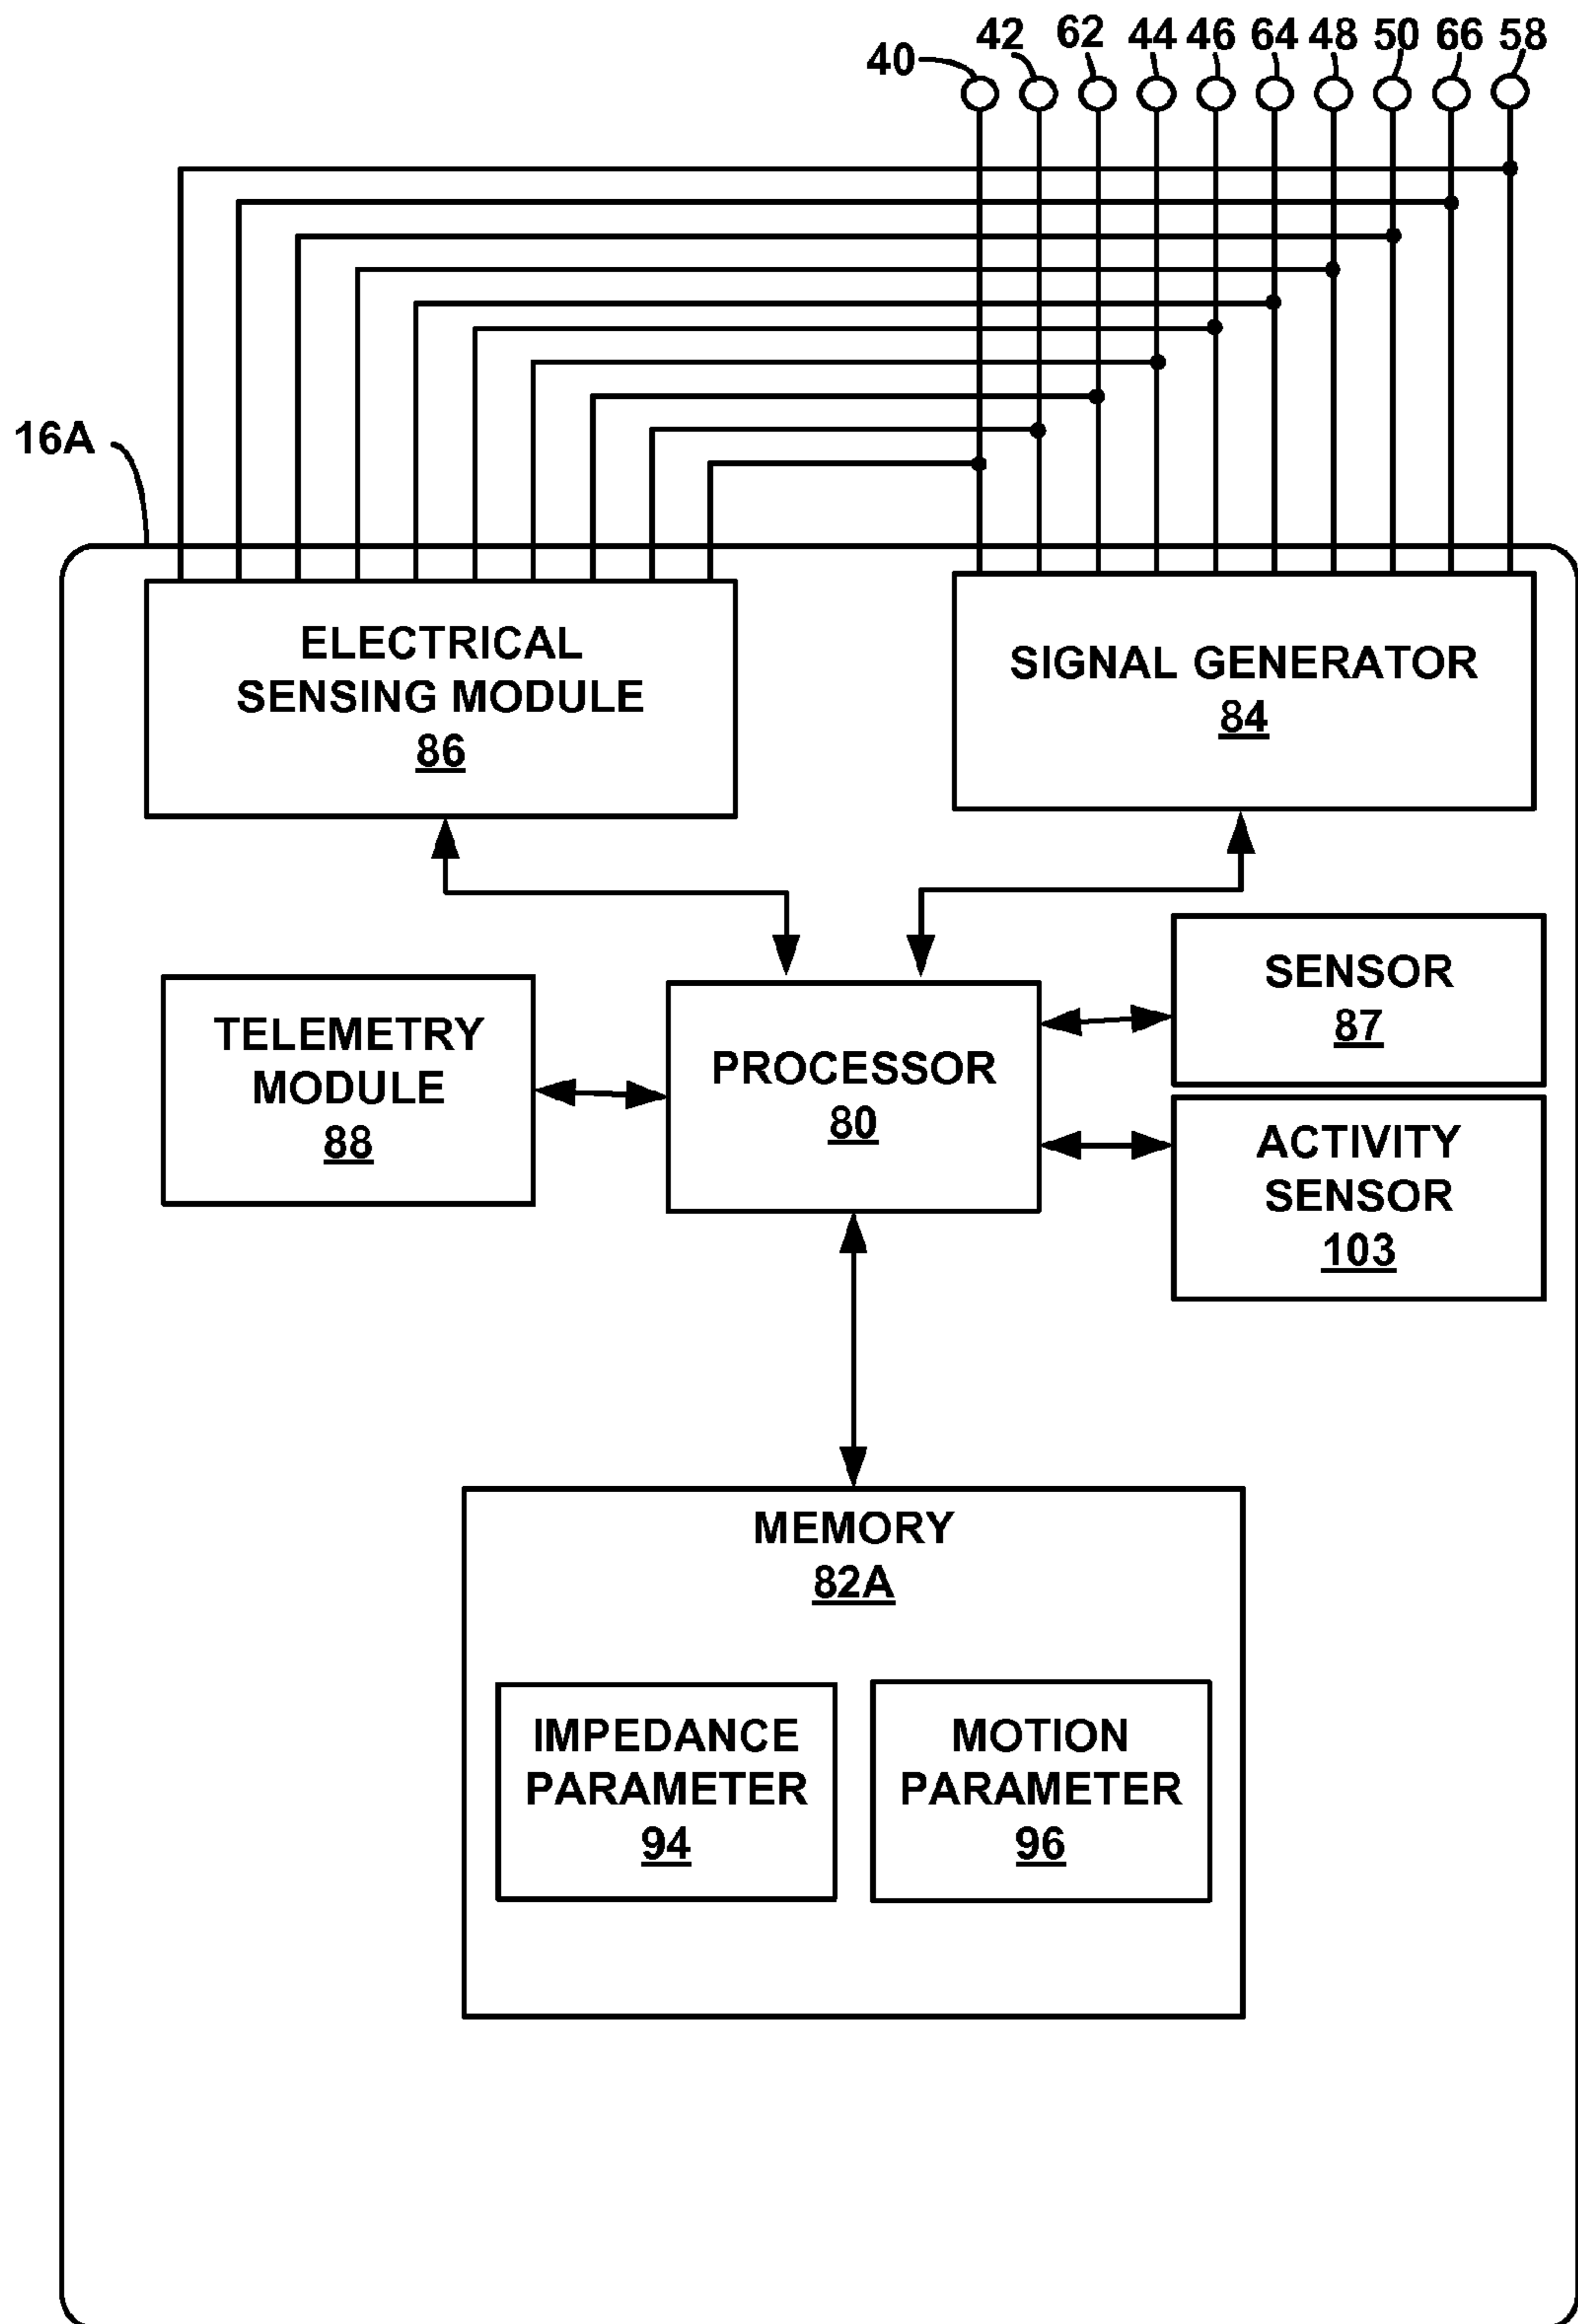 40 42 62 44 46 64 48 50 66 58
16A
ELECTRICAL
SENSING MODULE
86
SIGNAL GENERATOR
84
SENSOR
87
TELEMETRY
MODULE
88
PROCESSOR
80
ACTIVITY
SENSOR
103
MEMORY
82A
IMPEDANCE
PARAMETER
94
MOTION
PARAMETER
96